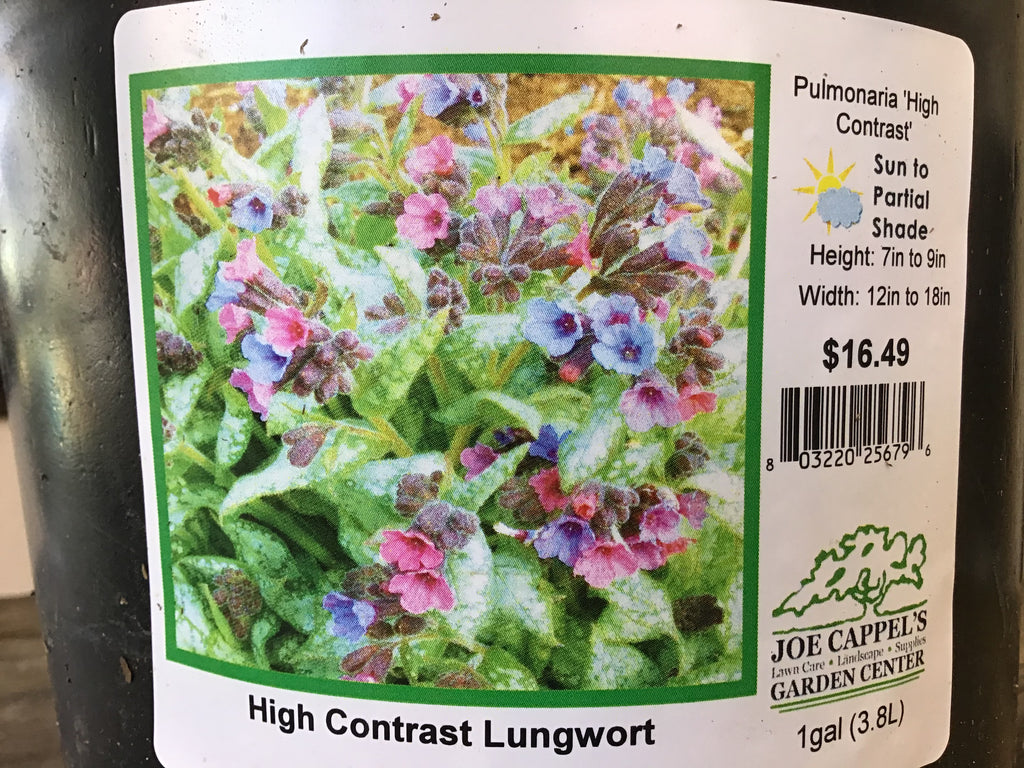 Pulmonaria 'High
Contrast'
Sun to
Partial
Shade
Height: 7in to 9in
Width: 12in to 18in
$16.49
8 03220 25679 6
JOE CAPPEL'S
Lawn Care • Landscape • Supplies
GARDEN CENTER
1gal (3.8L)
High Contrast Lungwort